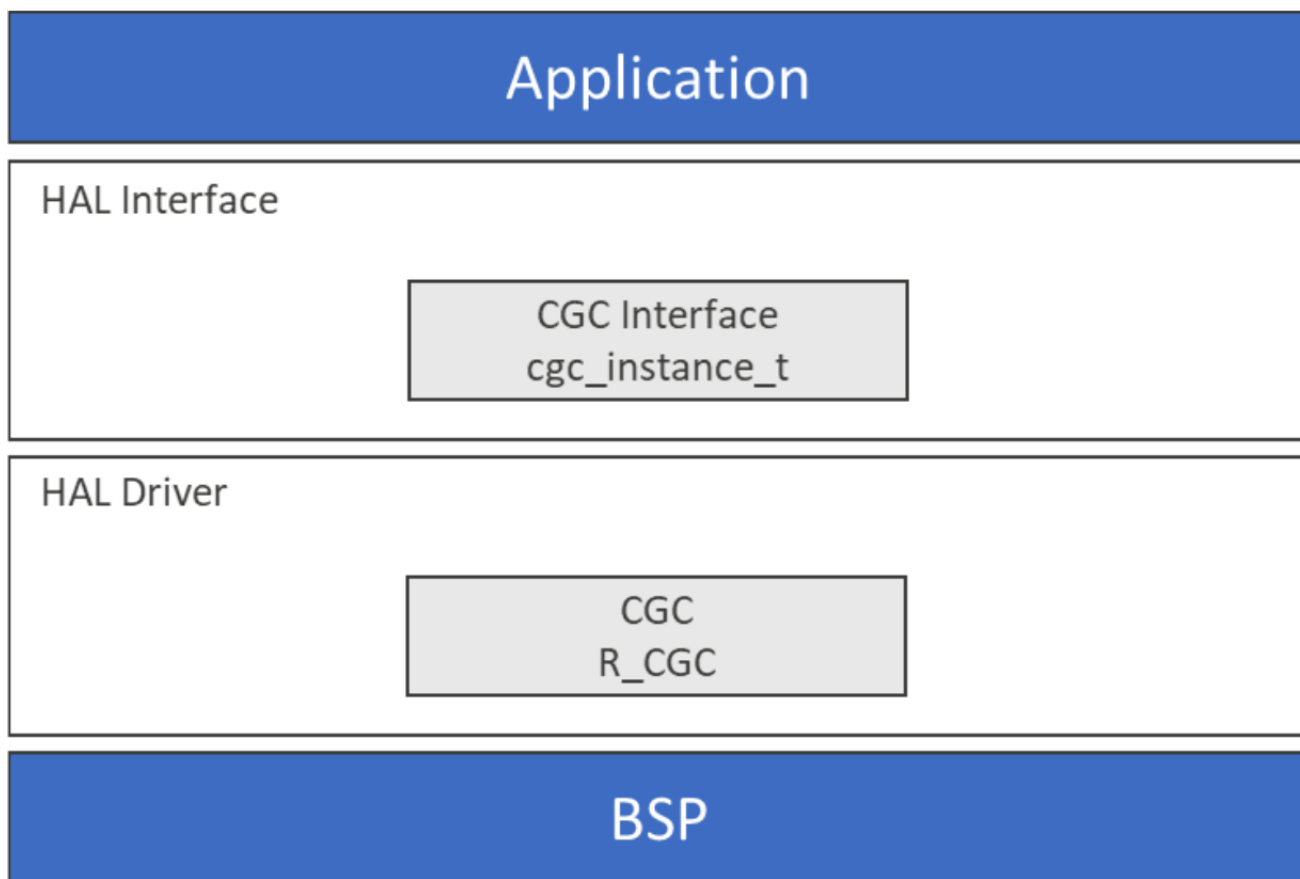 Application
HAL Interface
CGC Interface
cgc_instance_t
HAL Driver
CGC
R_CGC
BSP